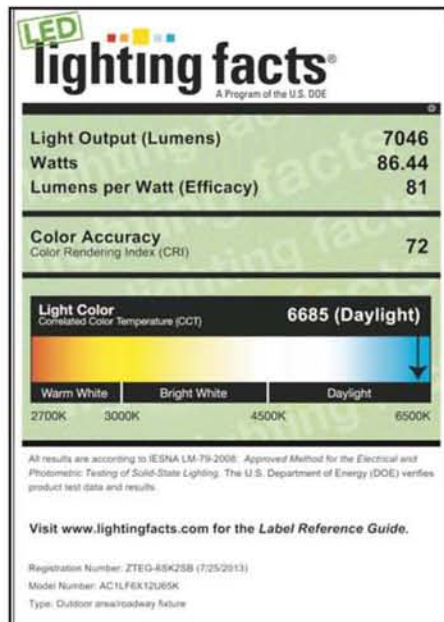 LED
lighting facts®
A Program of the U.S. DOE
Light Output (Lumens) 7046
Watts 86.44
Lumens per Watt (Efficacy) 81
Color Accuracy 72
Color Rendering Index (CRI)
Light Color 6685 (Daylight)
Correlated Color Temperature (CCT)
Warm White Bright White Daylight
2700K 3000K 4500K 6500K
All results are according to IESNA LM-79-2008: Approved Method for the Electrical and
Photometric Testing of Solid-State Lighting. The U.S. Department of Energy (DOE) verifies
product test data and results.
Visit www.lightingfacts.com for the Label Reference Guide.
Registration Number: (7/25/2013)
Model Number: AC1LF6X12U65K
Type: Outdoor area/roadway fixture